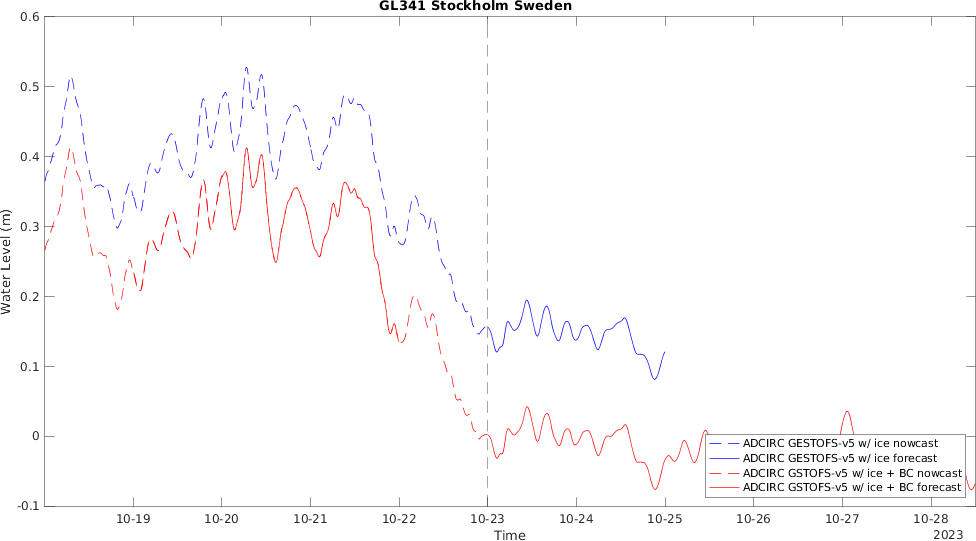 GL341 Stockholm Sweden
0.6
0.5
0.4
0.3
0.2
0.1
0
-0.1
Water Level (m)
ADCIRC GESTOFS-v5 w/ ice nowcast
ADCIRC GESTOFS-v5 w/ ice forecast
ADCIRC GSTOFS-v5 w/ ice + BC nowcast
ADCIRC GSTOFS-v5 w/ ice + BC forecast
10-19 10-20 10-21 10-22 10-23 10-24 10-25 10-26 10-27 10-28
Time
2023